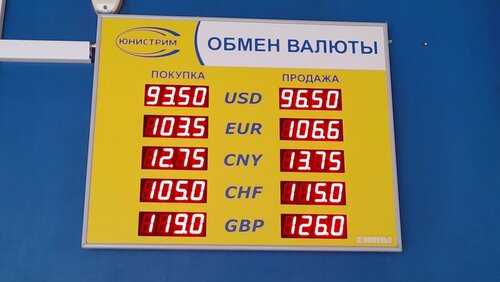 ЮНИСТРИМ
ОБМЕН ВАЛЮТЫ
ПОКУПКА ПРОДАЖА
93.50 USD 96.50
103.5 EUR 106.6
12.75 CNY 13.75
105.0 CHF 115.0
119.0 GBP 126.0
ИМПУЛЬС